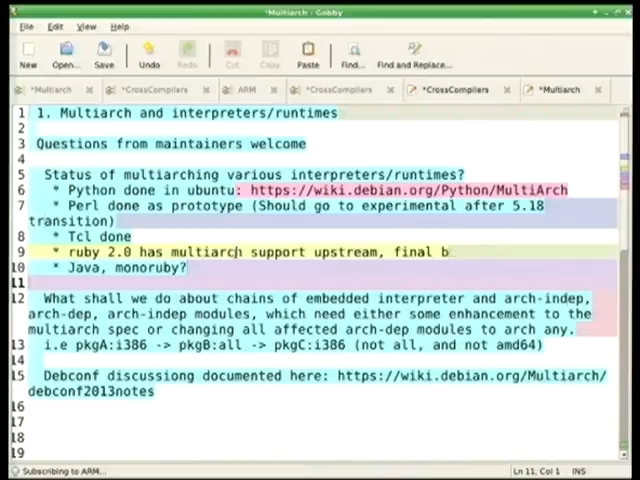 *Multiarch - Gobby
File Edit View Help
New Open... Save Undo Redo Cut Copy Paste Find... Find and Replace...
*Multiarch *CrossCompilers ARM *CrossCompilers *CrossCompilers *Multiarch
1 1. Multiarch and interpreters/runtimes
2
3 Questions from maintainers welcome
4
5 Status of multiarching various interpreters/runtimes?
6 * Python done in ubuntu: https://wiki.debian.org/Python/MultiArch
7 * Perl done as prototype (Should go to experimental after 5.18
transition)
8 * Tcl done
9 * ruby 2.0 has multiarch support upstream, final b
10 * Java, monoruby?
11
12 What shall we do about chains of embedded interpreter and arch-indep,
arch-dep, arch-indep modules, which need either some enhancement to the
multiarch spec or changing all affected arch-dep modules to arch any.
13 i.e pkgA:i386 -> pkgB:all -> pkgC:i386 (not all, and not amd64)
14
15 Debconf discussiong documented here: https://wiki.debian.org/Multiarch/
debconf2013notes
16
17
18
19
Subscribing to ARM... Ln 11, Col 1 INS